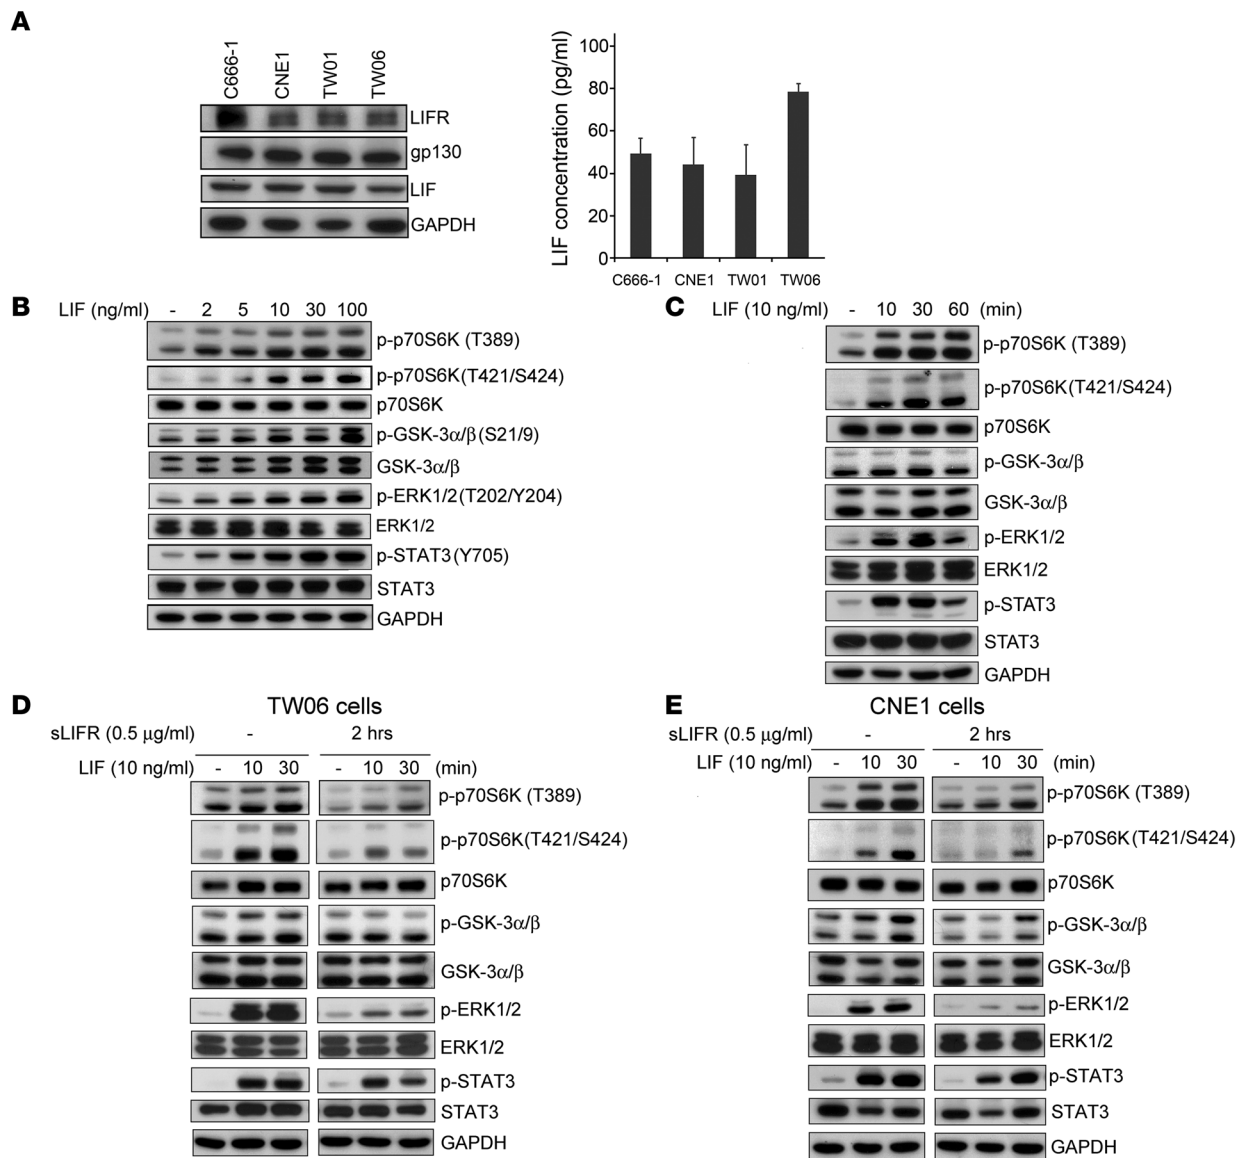 A
C666-1 CNE1 TW01 TW06
LIFR
gp130
LIF
GAPDH
LIF concentration (pg/ml)
100
80
60
40
20
0
C666-1 CNE1 TW01 TW06
B
LIF (ng/ml) - 2 5 10 30 100
p-p70S6K (T389)
p-p70S6K(T421/S424)
p70S6K
p-GSK-3α/β(S21/9)
GSK-3α/β
p-ERK1/2(T202/Y204)
ERK1/2
p-STAT3(Y705)
STAT3
GAPDH
C
LIF (10 ng/ml) - 10 30 60 (min)
p-p70S6K (T389)
p-p70S6K(T421/S424)
p70S6K
p-GSK-3α/β
GSK-3α/β
p-ERK1/2
ERK1/2
p-STAT3
STAT3
GAPDH
D
TW06 cells
sLIFR (0.5 µg/ml) - 2 hrs
LIF (10 ng/ml) - 10 30 - 10 30 (min)
p-p70S6K (T389)
p-p70S6K(T421/S424)
p70S6K
p-GSK-3α/β
GSK-3α/β
p-ERK1/2
ERK1/2
p-STAT3
STAT3
GAPDH
E
CNE1 cells
sLIFR (0.5 µg/ml) - 2 hrs
LIF (10 ng/ml) - 10 30 - 10 30 (min)
p-p70S6K (T389)
p-p70S6K(T421/S424)
p70S6K
p-GSK-3α/β
GSK-3α/β
p-ERK1/2
ERK1/2
p-STAT3
STAT3
GAPDH